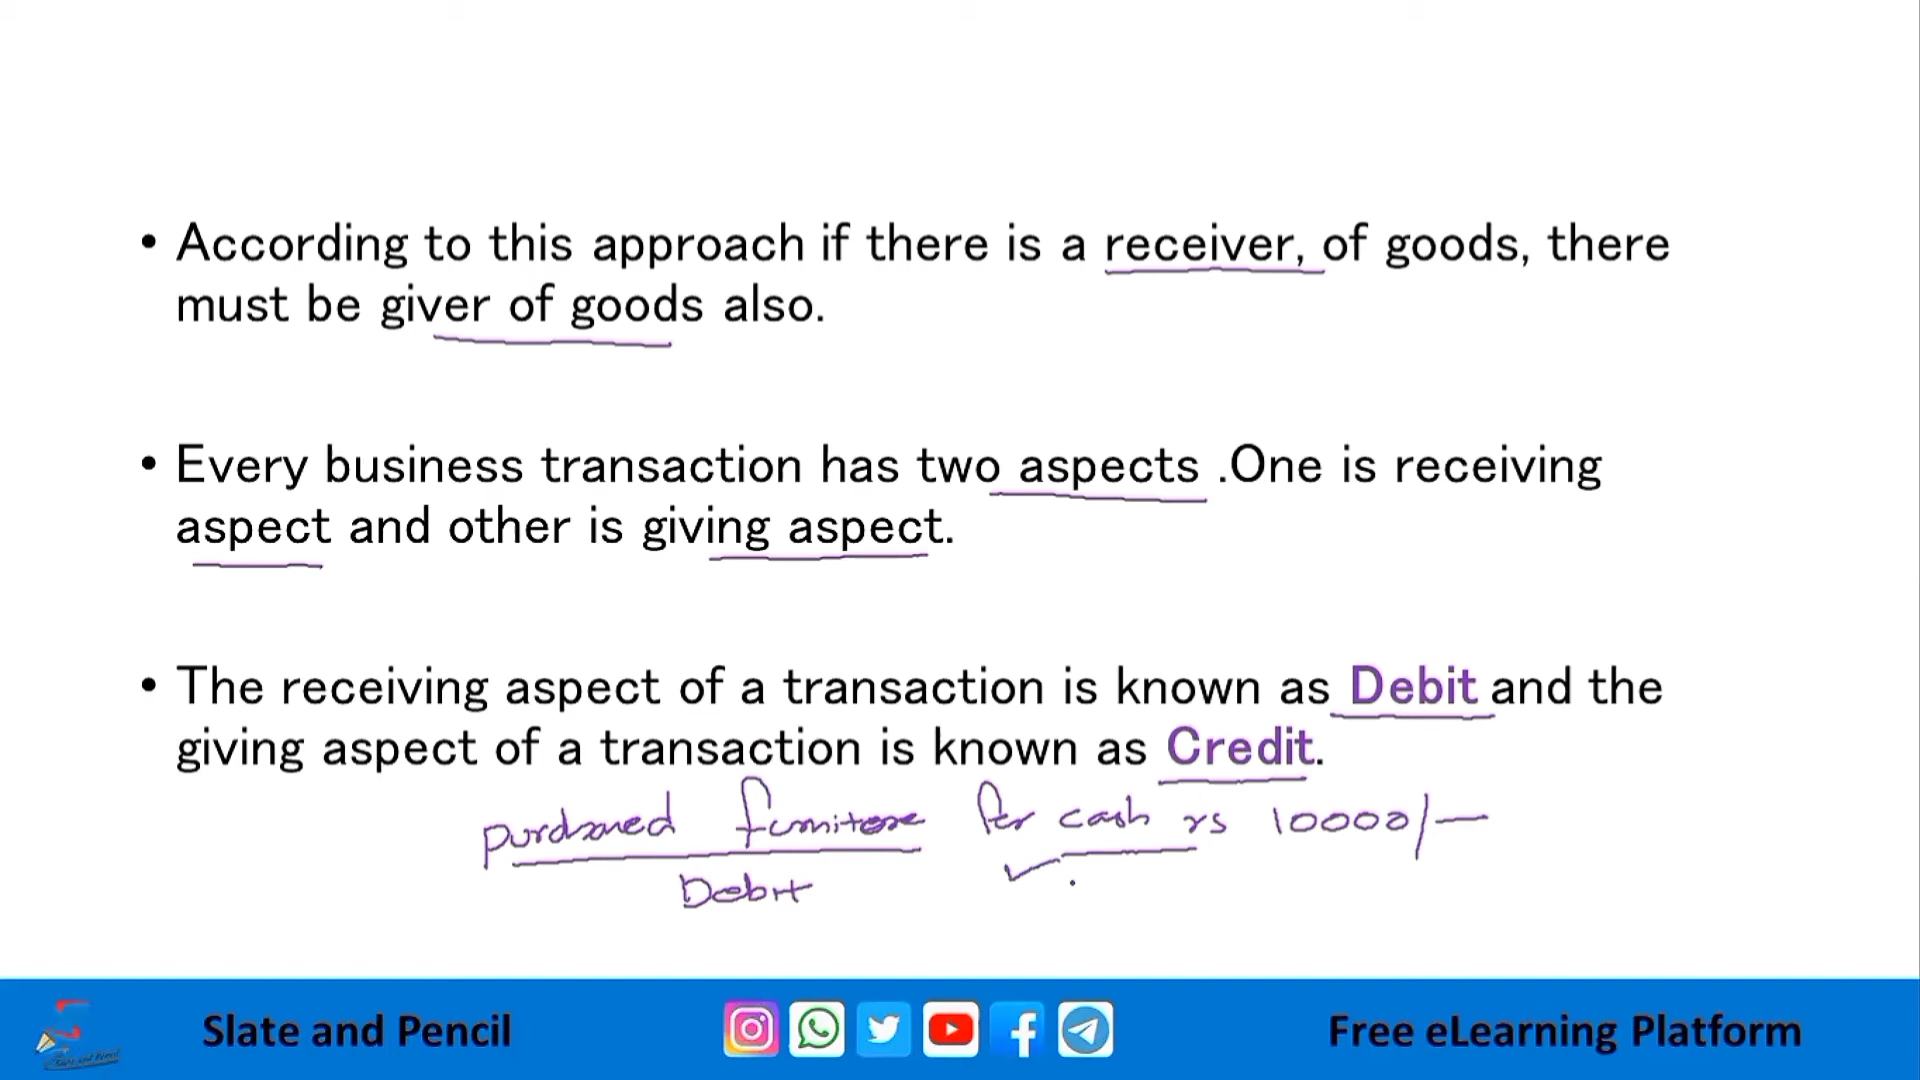 • According to this approach if there is a receiver, of goods, there
must be giver of goods also.
• Every business transaction has two aspects .One is receiving
aspect and other is giving aspect.
• The receiving aspect of a transaction is known as Debit and the
giving aspect of a transaction is known as Credit.
purchased furniture for cash rs 10000/-
Debit
Slate and Pencil
Free eLearning Platform